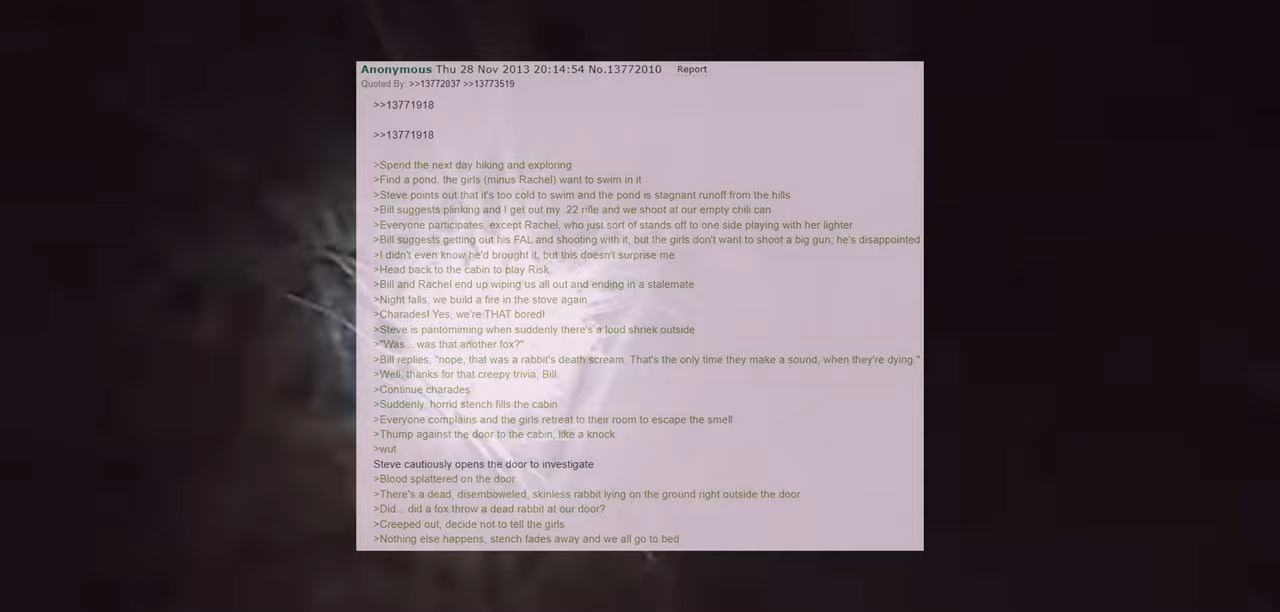 Anonymous Thu 28 Nov 2013 20:14:54 No.13772010 Report
Quoted By: >>13772037 >>13773519
>>13771918
>>13771918
>Spend the next day hiking and exploring
>Find a pond, the girls (minus Rachel) want to swim in it
>Steve points out that it's too cold to swim and the pond is stagnant runoff from the hills
>Bill suggests plinking and I get out my .22 rifle and we shoot at our empty chili can
>Everyone participates, except Rachel, who just sort of stands off to one side playing with her lighter
>Bill suggests getting out his FAL and shooting with it, but the girls don't want to shoot a big gun; he's disappointed
>I didn't even know he'd brought it, but this doesn't surprise me
>Head back to the cabin to play Risk
>Bill and Rachel end up wiping us all out and ending in a stalemate
>Night falls, we build a fire in the stove again
>Charades! Yes, we're THAT bored!
>Steve is pantomiming when suddenly there's a loud shriek outside
>"Was... was that another fox?"
>Bill replies, "nope, that was a rabbit's death scream. That's the only time they make a sound, when they're dying."
>Well, thanks for that creepy trivia, Bill.
>Continue charades
>Suddenly, horrid stench fills the cabin
>Everyone complains and the girls retreat to their room to escape the smell
>Thump against the door to the cabin, like a knock
>wut
Steve cautiously opens the door to investigate
>Blood splattered on the door
>There's a dead, disemboweled, skinless rabbit lying on the ground right outside the door
>Did... did a fox throw a dead rabbit at our door?
>Creeped out, decide not to tell the girls
>Nothing else happens, stench fades away and we all go to bed